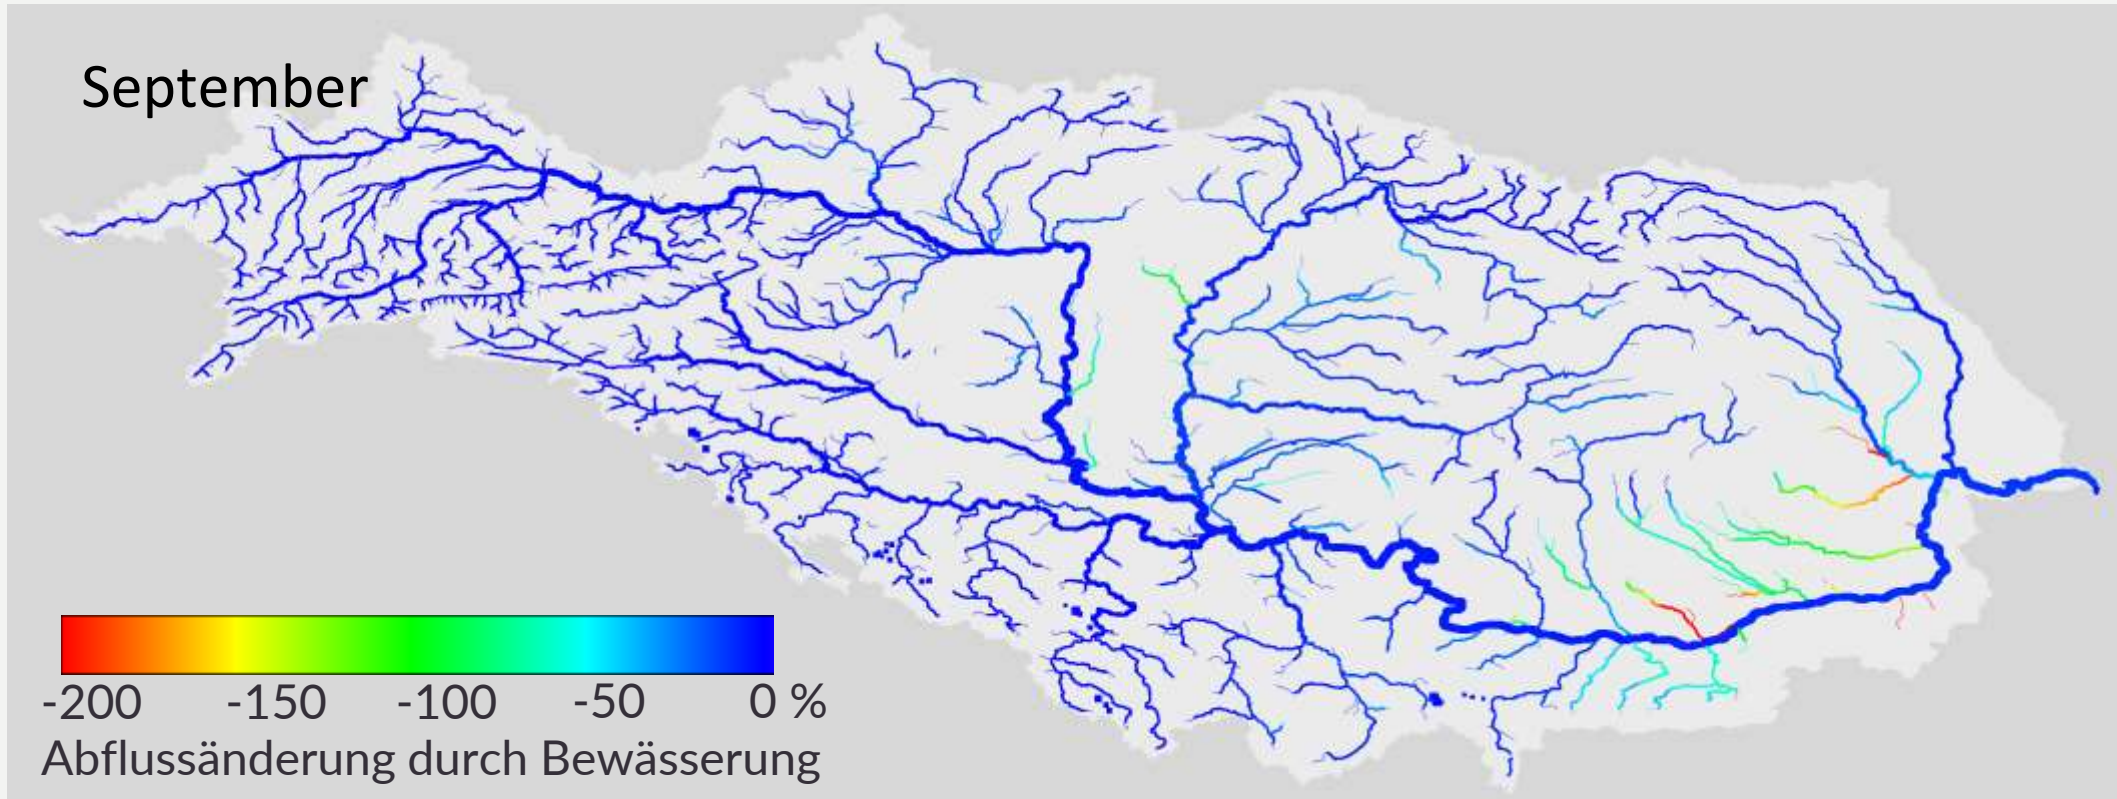 September
-200 -150 -100 -50 0 %
Abflussänderung durch Bewässerung